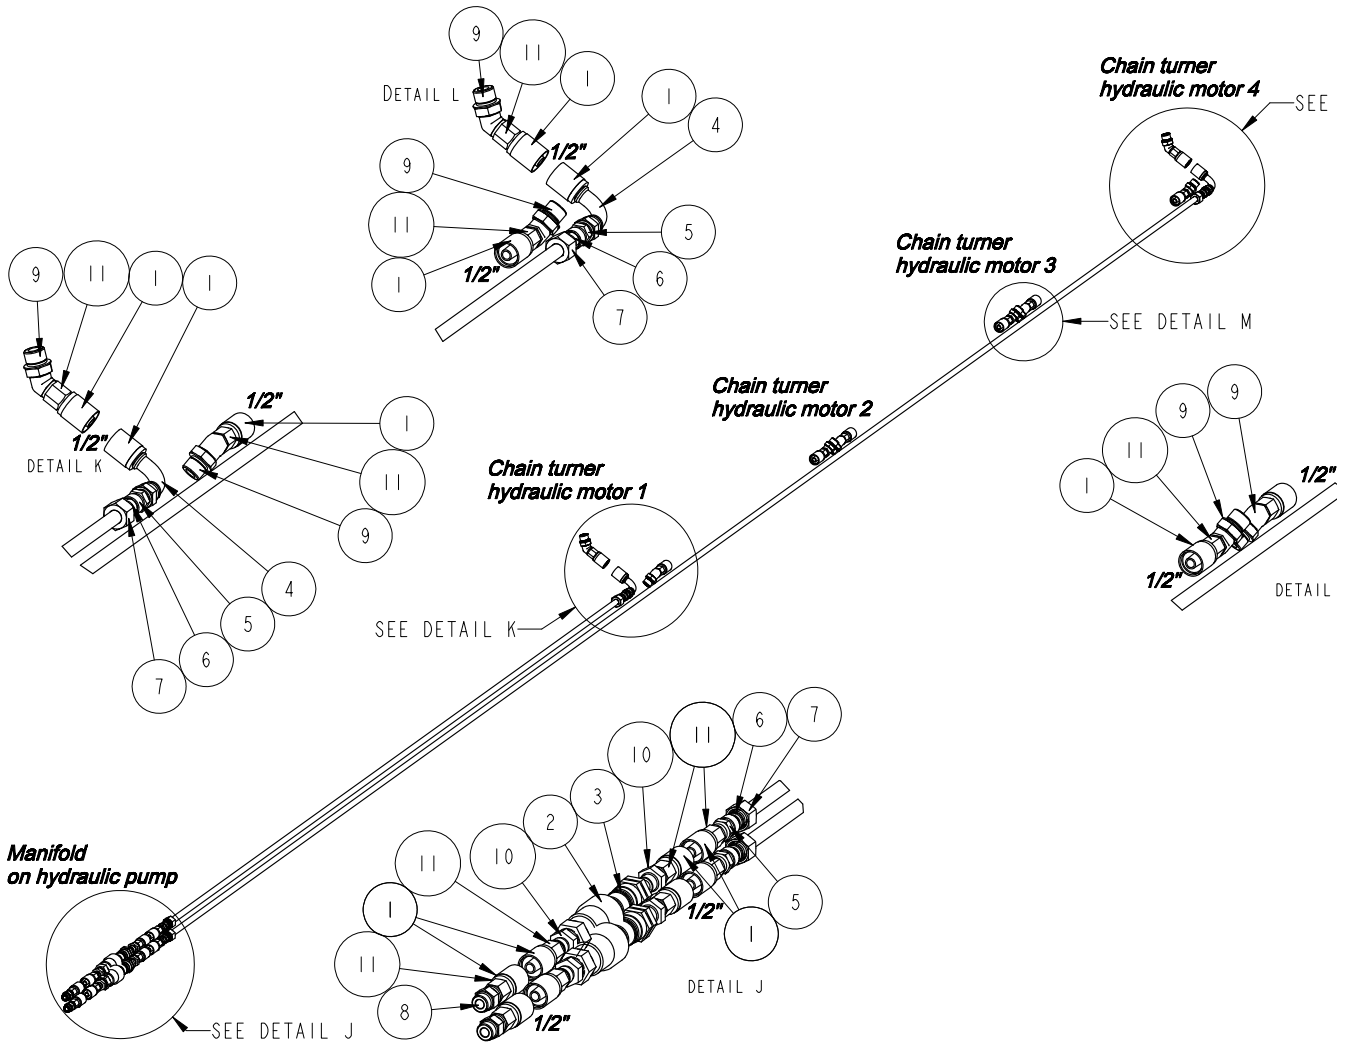 9
11
1
DETAIL L
1
4
1/2"
9
11
1
1/2"
5
6
7
Chain turner
hydraulic motor 4
SEE
Chain turner
hydraulic motor 3
SEE DETAIL M
Chain turner
hydraulic motor 2
Chain turner
hydraulic motor 1
SEE DETAIL K
9
11
1
1
1/2"
1/2"
DETAIL K
1
11
9
4
5
6
7
9
9
11
1
1/2"
1/2"
DETAIL
Manifold
on hydraulic pump
SEE DETAIL J
7
6
11
10
3
2
10
11
1
11
8
1/2"
5
1
1/2"
DETAIL J